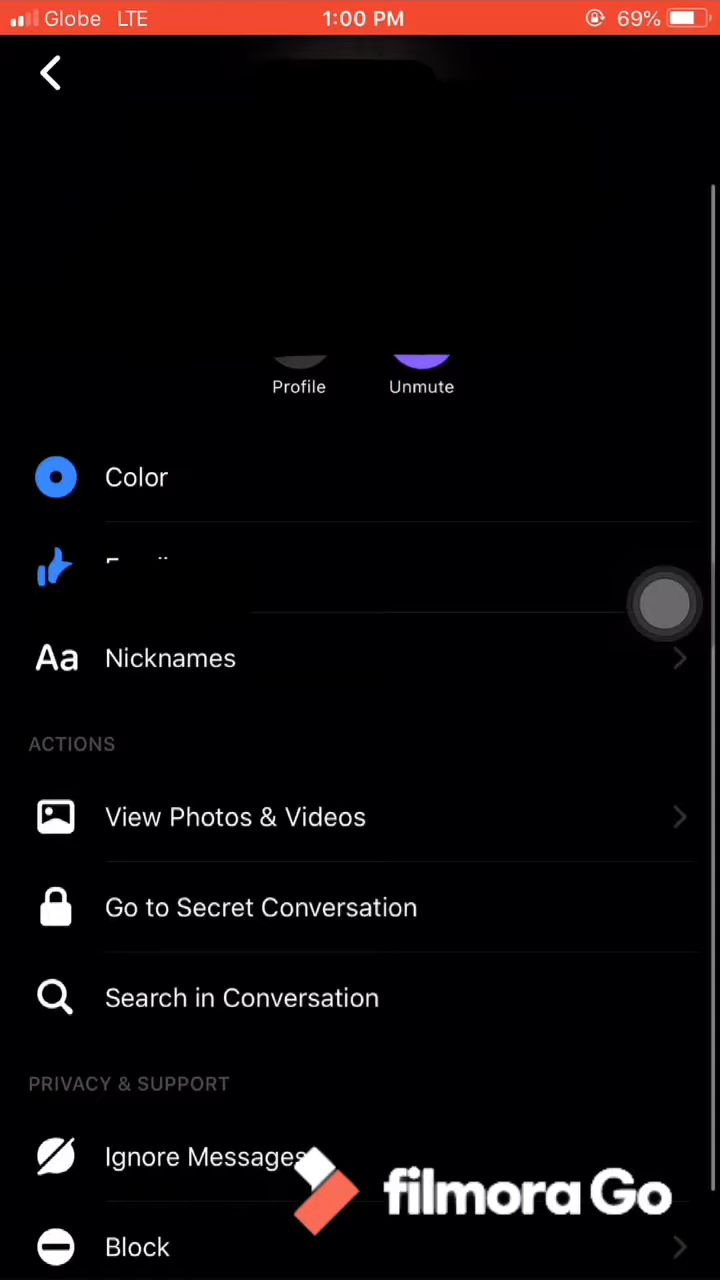 Globe LTE 1:00 PM 69%
Profile Unmute
Color
Aa Nicknames
ACTIONS
View Photos & Videos
Go to Secret Conversation
Search in Conversation
PRIVACY & SUPPORT
Ignore Messages
filmora Go
Block